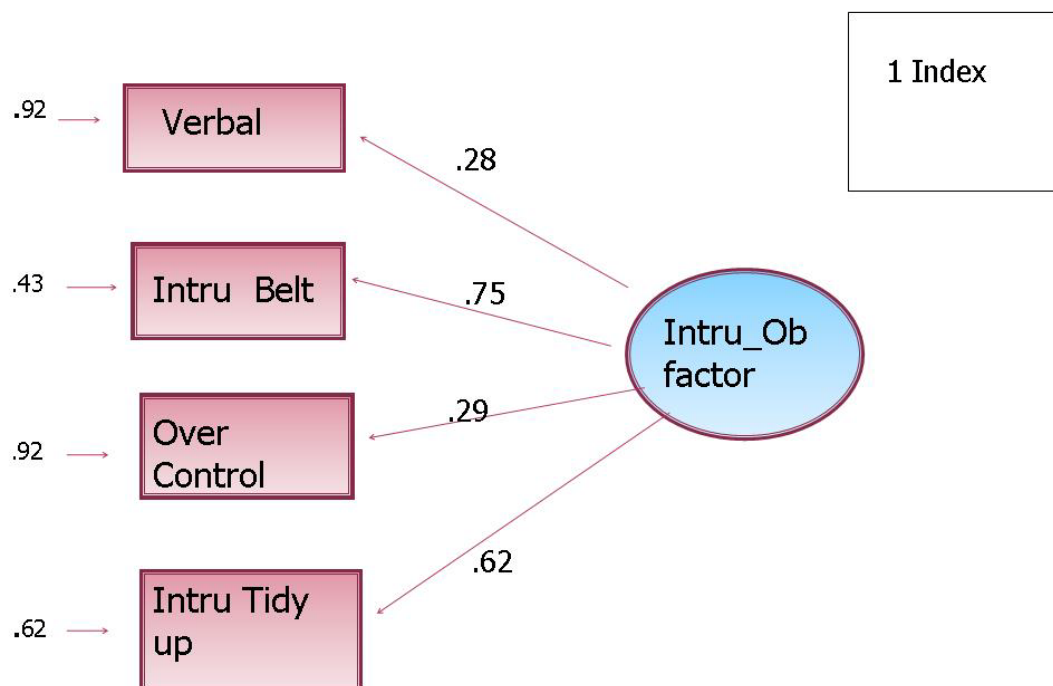 1 Index
.92
Verbal
.28
.43
Intru Belt
.75
Intru_Ob
factor
.29
.92
Over
Control
.62
Intru Tidy
up
.62